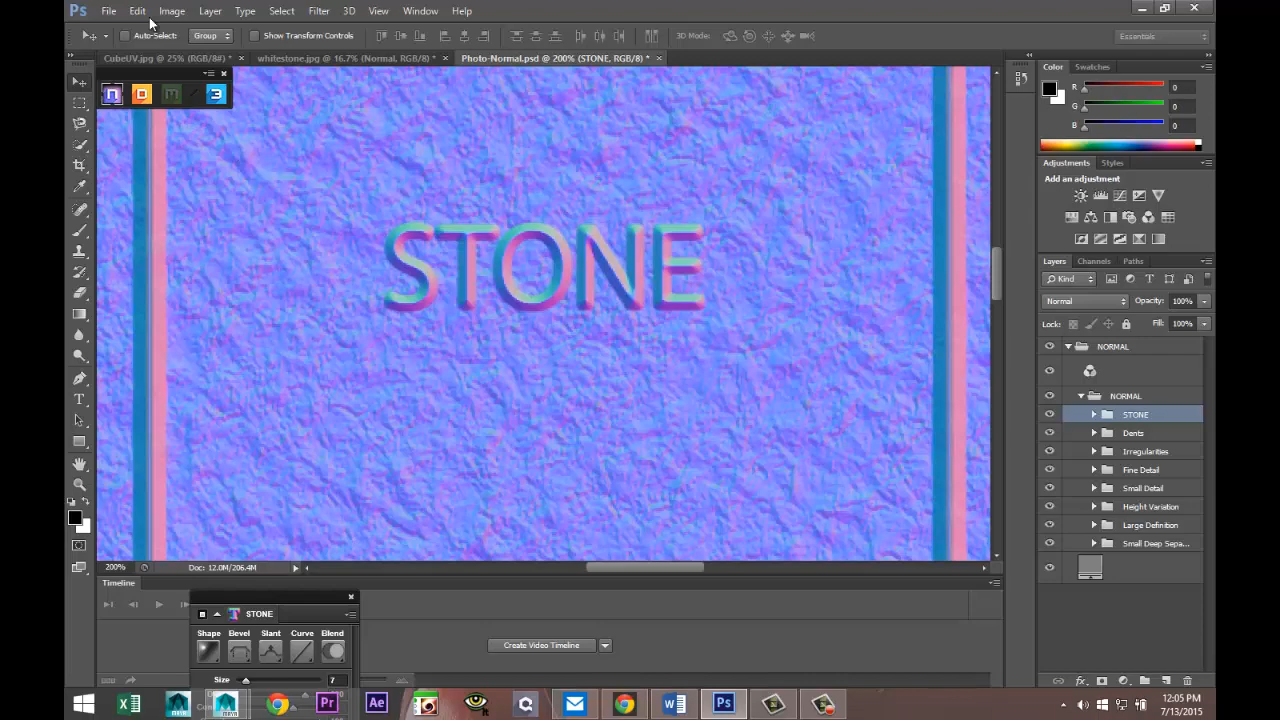 Ps File Edit Image Layer Type Select Filter 3D View Window Help
Auto-Select: Group Show Transform Controls 3D Mode: Essentials
CubeUV.jpg @ 25% (RGB/8#) * × whitestone.jpg @ 16.7% (Normal, RGB/8) * × Photo-Normal.psd @ 200% (STONE, RGB/8) * ×
Color Swatches
R 0
G 0
B 0
Adjustments Styles
Add an adjustment
STONE
Layers Channels Paths
Kind
Normal Opacity: 100%
Lock: Fill: 100%
NORMAL
NORMAL
STONE
Dents
Irregularities
Fine Detail
Small Detail
Height Variation
Large Definition
Small Deep Sepa...
200% Doc: 12.0M/206.4M
Timeline
STONE
Shape Bevel Slant Curve Blend
Create Video Timeline
Size 7
12:05 PM
7/13/2015